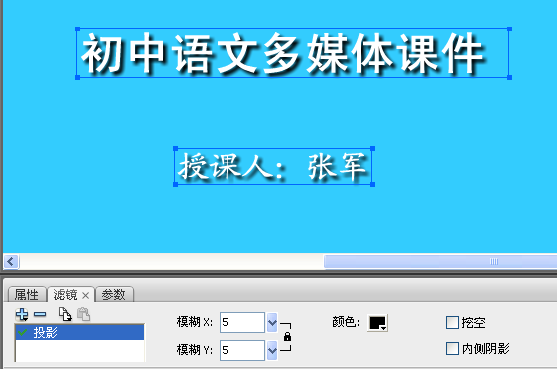 初中语文多媒体课件
授课人：张军
属性 滤镜 参数
投影
模糊 X: 5 颜色: 挖空
模糊 Y: 5 内侧阴影